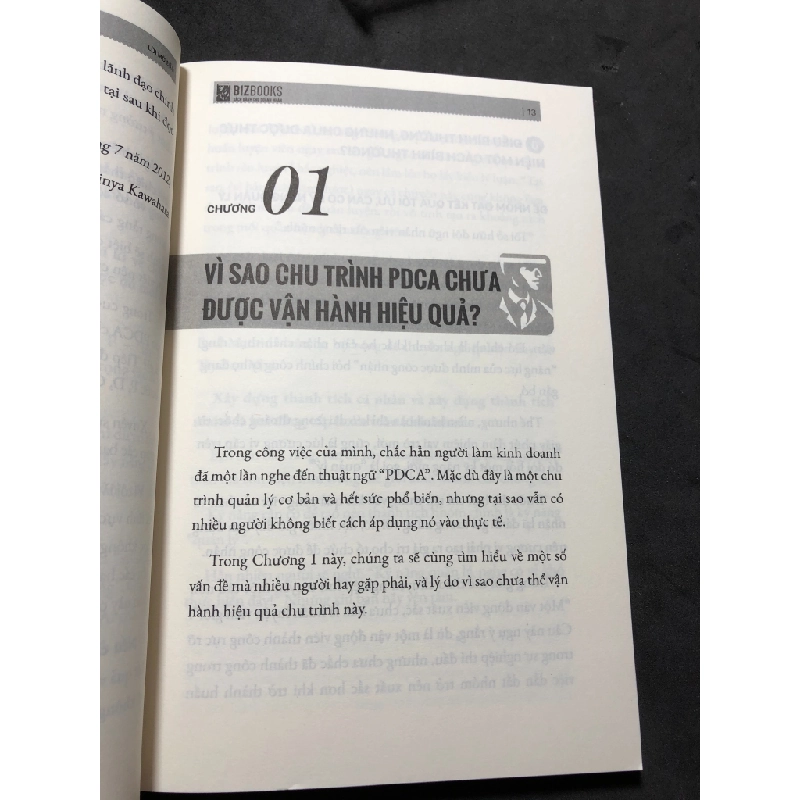 lãnh đạo
tại sau khi
7 năm 2012
Kawahara
BIZBOOKS
13
CHƯƠNG 01
VÌ SAO CHU TRÌNH PDCA CHƯA
ĐƯỢC VẬN HÀNH HIỆU QUẢ?
Trong công việc của mình, chắc hẳn người làm kinh doanh
đã một lần nghe đến thuật ngữ “PDCA”. Mặc dù đây là một chu
trình quản lý cơ bản và hết sức phổ biến, nhưng tại sao vẫn có
nhiều người không biết cách áp dụng nó vào thực tế.
Trong Chương 1 này, chúng ta sẽ cùng tìm hiểu về một số
vấn đề mà nhiều người hay gặp phải, và lý do vì sao chưa thể vận
hành hiệu quả chu trình này.